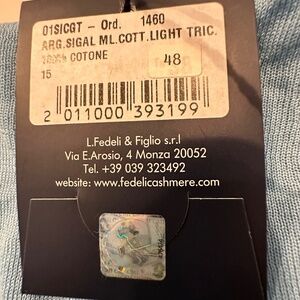 01SICGT - Ord. 1460
ARG.SIGAL ML.COTT.LIGHT TRIC.
100% COTONE
48
15
2 011000 393199
L.Fedeli & Figlio s.r.l
Via E.Arosio, 4 Monza 20052
Tel. +39 039 323492
website: www.fedelicashmere.com